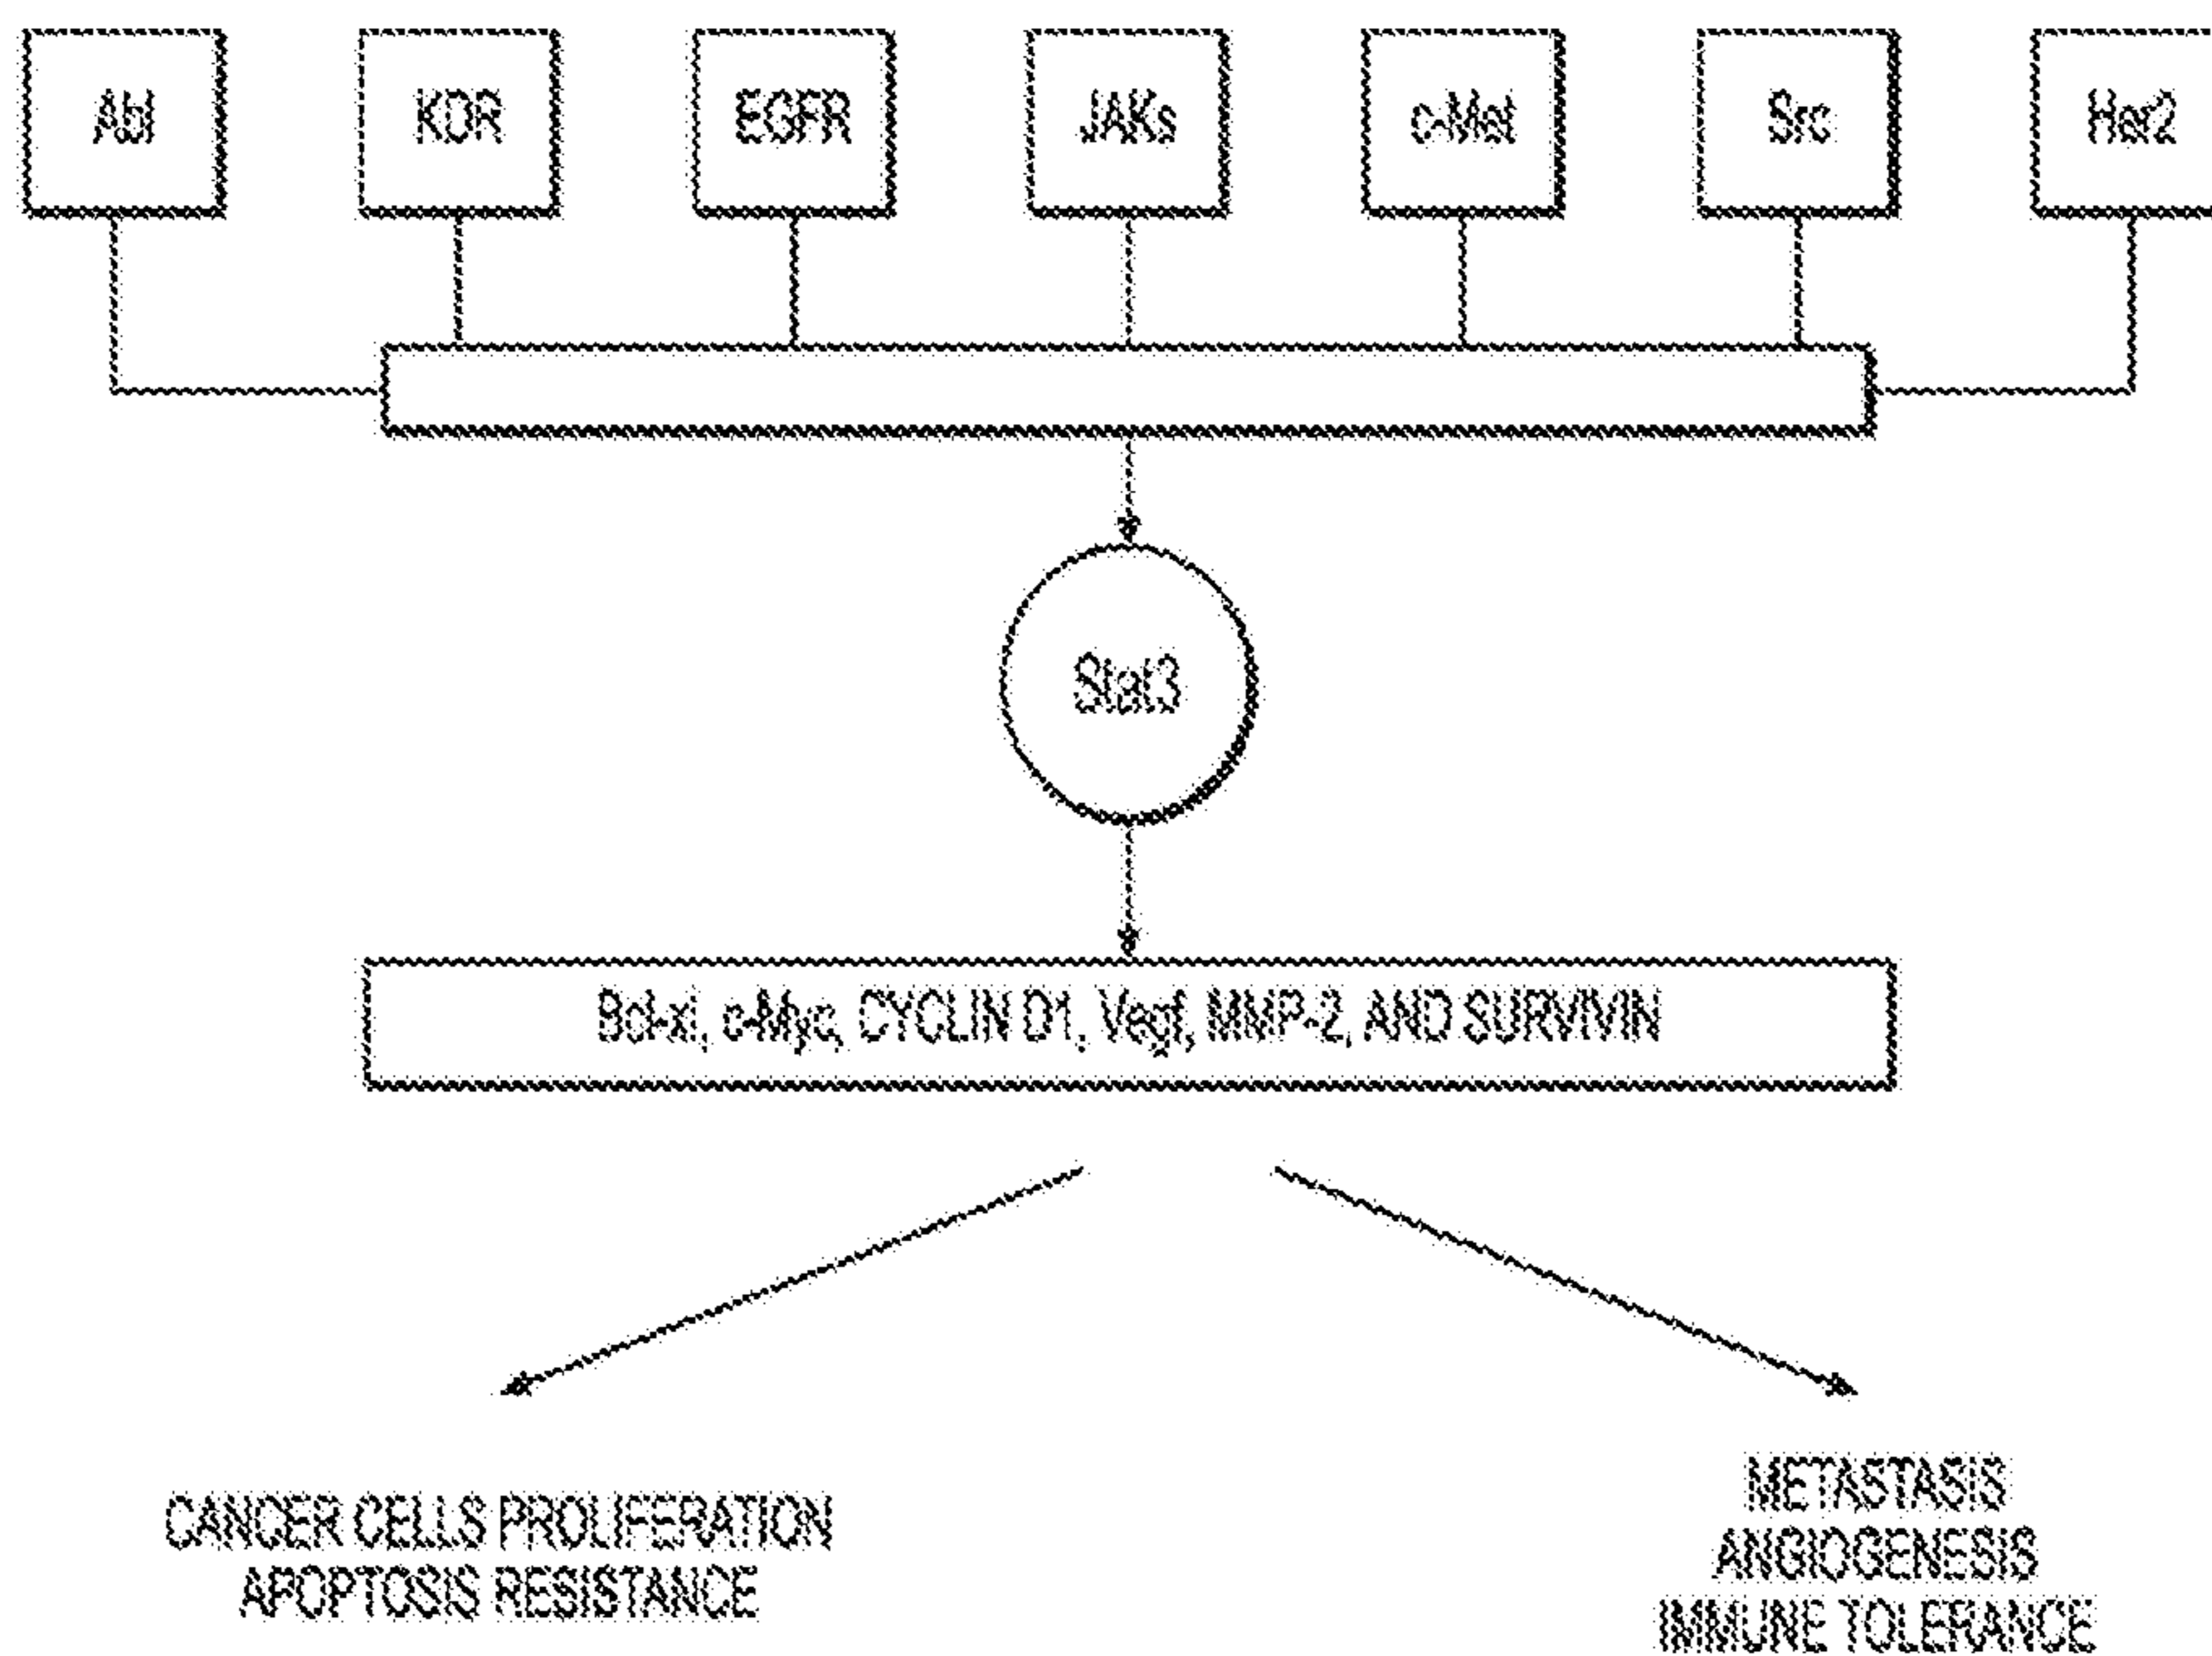 Abl
KDR
EGFR
JAKs
c-Met
Src
Her2
Stat3
Bcl-xl, c-Myc, CYCLIN D1, Vegf, MMP-2, AND SURVIVIN
CANCER CELLS PROLIFERATION
APOPTOSIS RESISTANCE
METASTASIS
ANGIOGENESIS
IMMUNE TOLERANCE